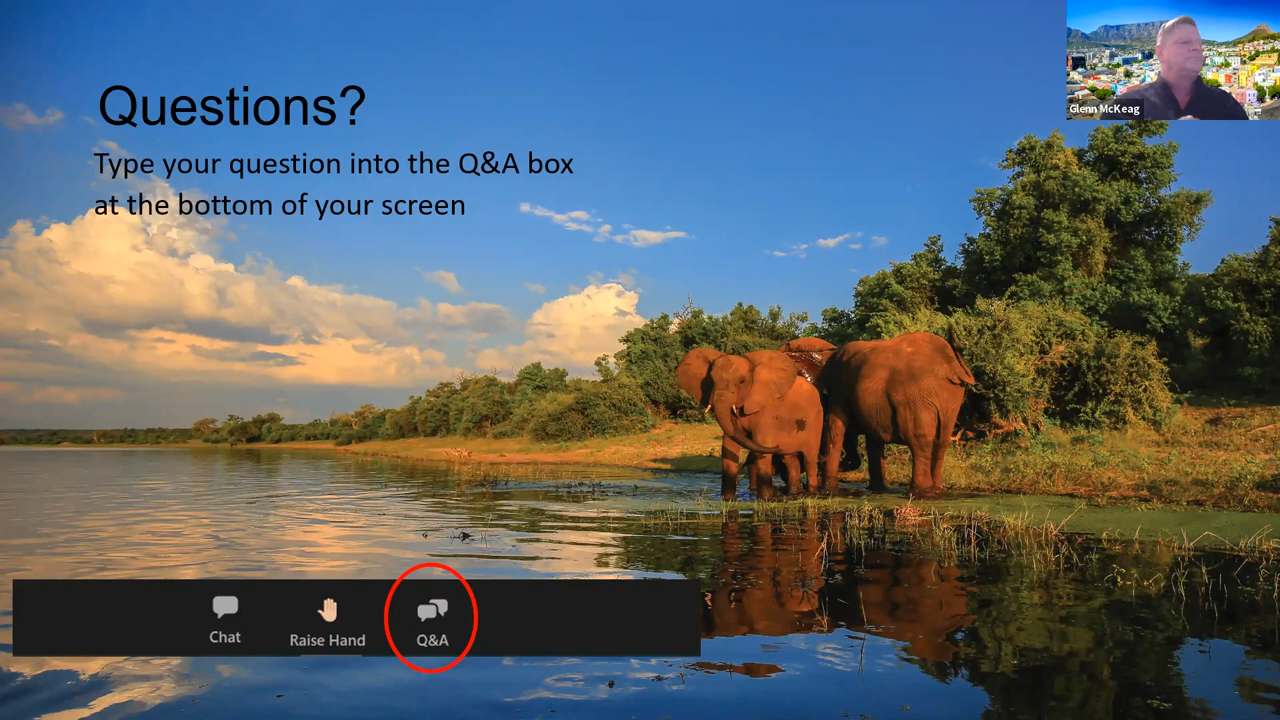 Glenn McKeag
Questions?
Type your question into the Q&A box
at the bottom of your screen
Chat
Raise Hand
Q&A